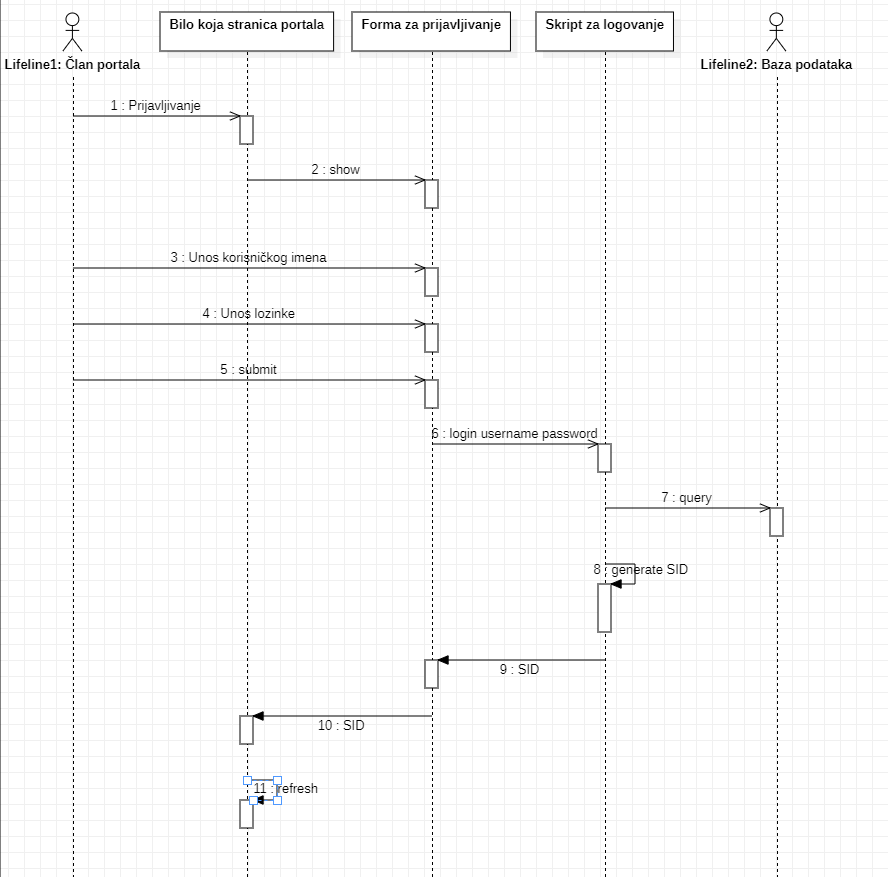 Lifeline1: Član portala
Bilo koja stranica portala
Forma za prijavljivanje
Skript za logovanje
Lifeline2: Baza podataka
1 : Prijavljivanje
2 : show
3 : Unos korisničkog imena
4 : Unos lozinke
5 : submit
6 : login username password
7 : query
8 : generate SID
9 : SID
10 : SID
11 : refresh